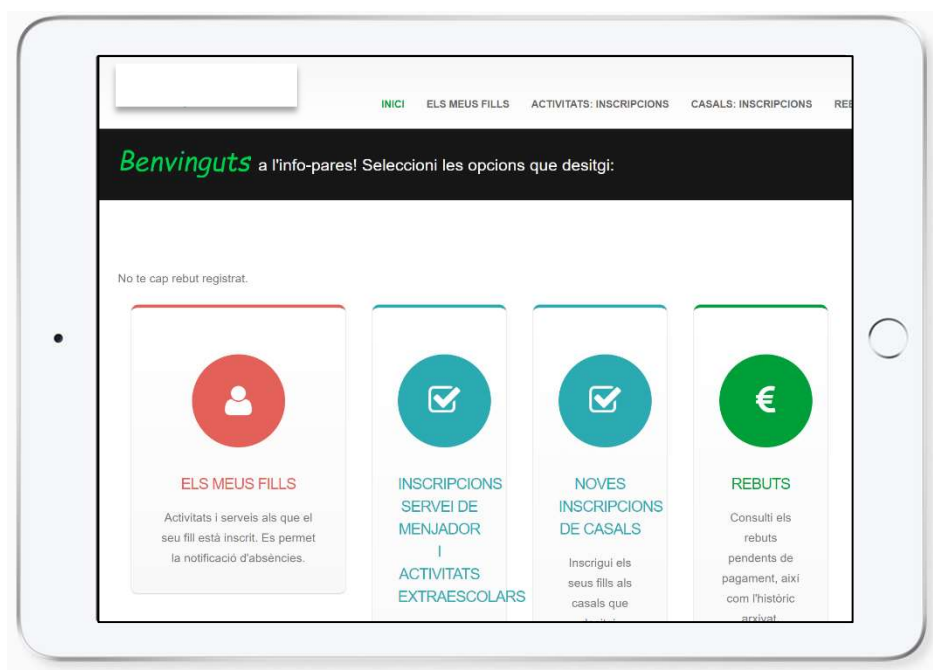 INICI ELS MEUS FILLS ACTIVITATS: INSCRIPCIONS CASALS: INSCRIPCIONS
Benvinguts a l'info-pares! Seleccioni les opcions que desitgi:
No te cap rebut registrat.
ELS MEUS FILLS
Activitats i serveis als que el
seu fill està inscrit. Es permet
la notificació d'absències.
INSCRIPCIONS
SERVEI DE
MENJADOR
I
ACTIVITATS
EXTRAESCOLARS
NOVES
INSCRIPCIONS
DE CASALS
Inscrigui els
seus fills als
casals que
REBUTS
Consulti els
rebuts
pendents de
pagament, així
com l'històric
arxivat